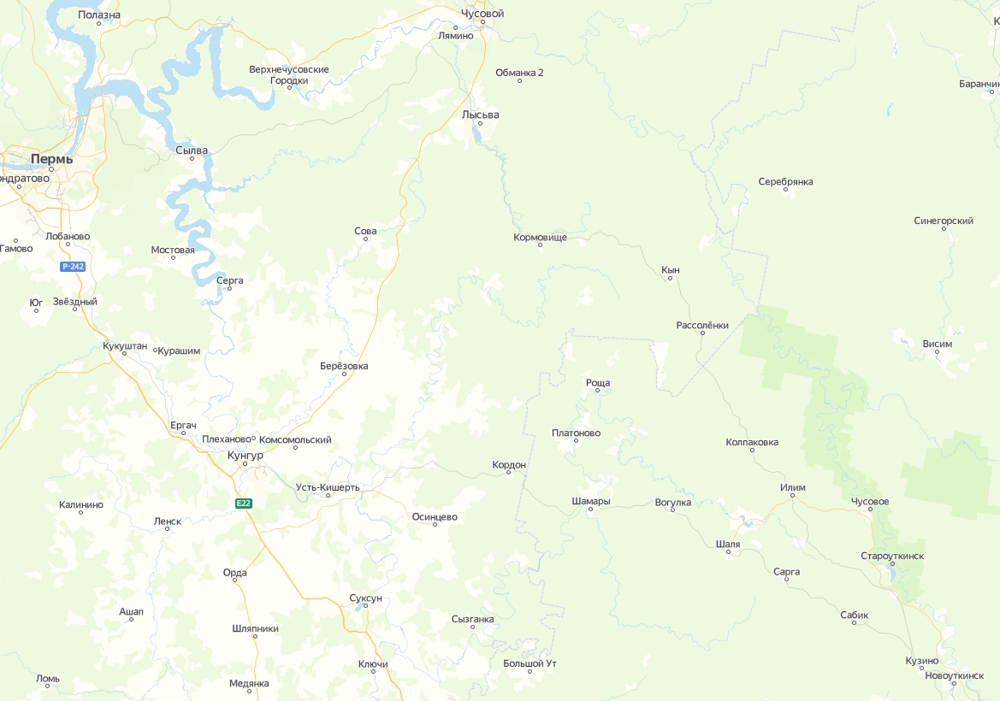 Полазна
Чусовой
Лямино
Верхнечусовские
Городки
Обманка 2
Баранчин
Лысьва
Сылва
Пермь
ондратово
Серебрянка
Синегорский
Сова
Лобаново
Гамово
Кормовище
Мостовая
Р-242
Кын
Серга
Юг
Звёздный
Рассолёнки
Кукуштан
Курашим
Висим
Берёзовка
Роща
Ергач
Платоново
Плеханово
Комсомольский
Колпаковка
Кунгур
Кордон
Усть-Кишерть
Илим
Калинино
Е22
Шамары
Вогулка
Чусовое
Ленск
Осинцево
Шаля
Староуткинск
Орда
Сарга
Суксун
Ашап
Сызганка
Сабик
Шляпники
Ключи
Большой Ут
Кузино
Новоуткинск
Ломь
Медянка